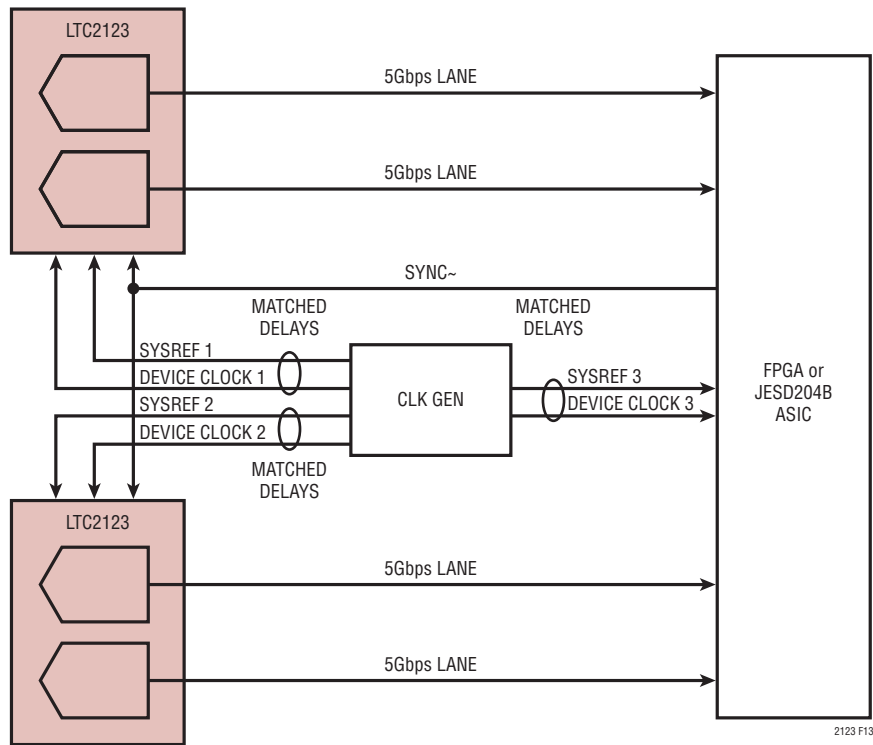 LTC2123
5Gbps LANE
5Gbps LANE
SYNC~
MATCHED
DELAYS
MATCHED
DELAYS
SYSREF 1
DEVICE CLOCK 1
SYSREF 2
DEVICE CLOCK 2
CLK GEN
SYSREF 3
DEVICE CLOCK 3
FPGA or
JESD204B
ASIC
MATCHED
DELAYS
LTC2123
5Gbps LANE
5Gbps LANE
2123 F13